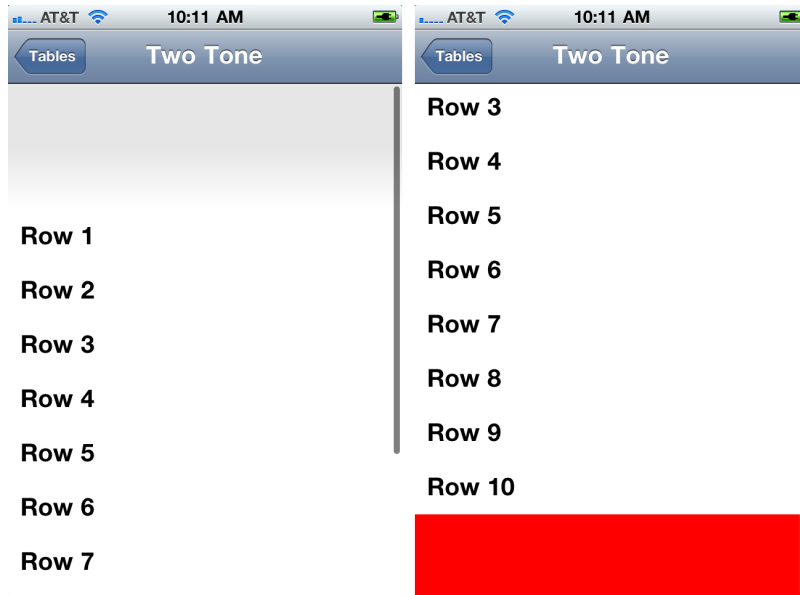 AT&T 10:11 AM
Tables Two Tone
Row 1
Row 2
Row 3
Row 4
Row 5
Row 6
Row 7
AT&T 10:11 AM
Tables Two Tone
Row 3
Row 4
Row 5
Row 6
Row 7
Row 8
Row 9
Row 10